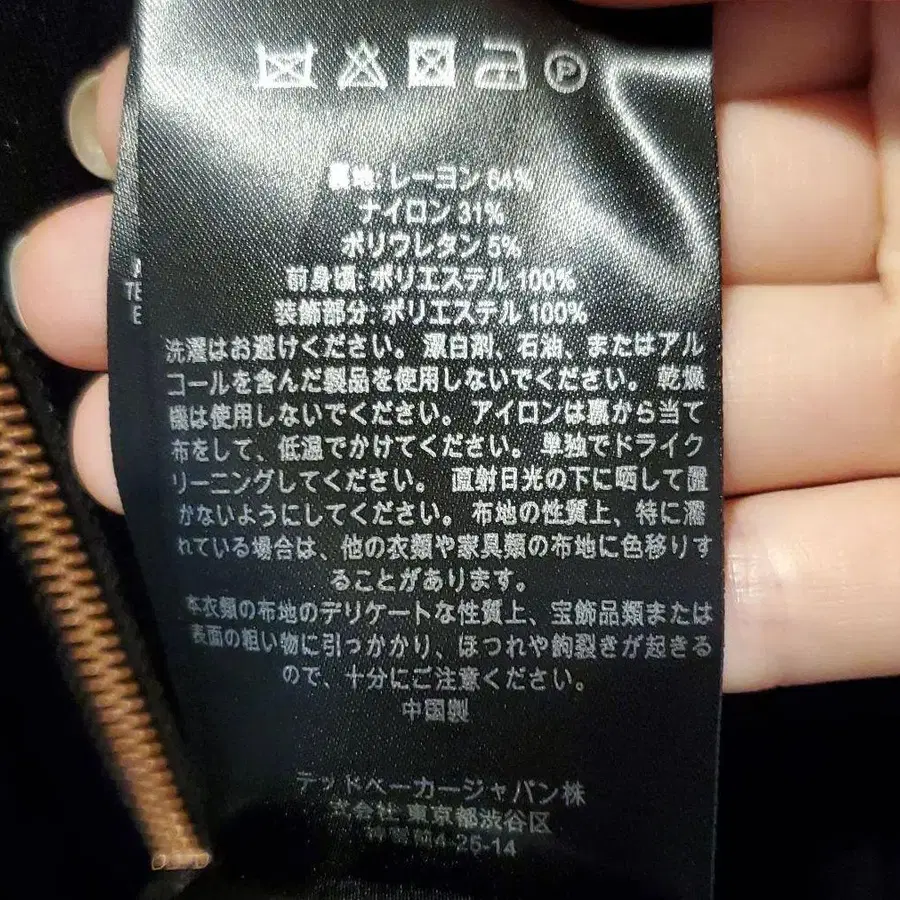 P
裏地: レーヨン 64%
ナイロン 31%
ポリウレタン 5%
前身頃: ポリエステル 100%
装飾部分: ポリエステル 100%
洗濯はお避けください。 漂白剤、石油、またはアル
コールを含んだ製品を使用しないでください。 乾燥
機は使用しないでください。 アイロンは裏から当て
布をして、低温でかけてください。 単独でドライク
リーニングしてください。 直射日光の下に晒して置
かないようにしてください。 布地の性質上、特に濡
れている場合は、他の衣類や家具類の布地に色移りす
ることがあります。
本衣類の布地のデリケートな性質上、宝飾品類または
表面の粗い物に引っかかり、ほつれや鉤裂きが起きる
ので、十分にご注意ください。
中国製
テッドベーカージャパン株
式会社 東京都渋谷区
神宮前4-25-14
TE
E